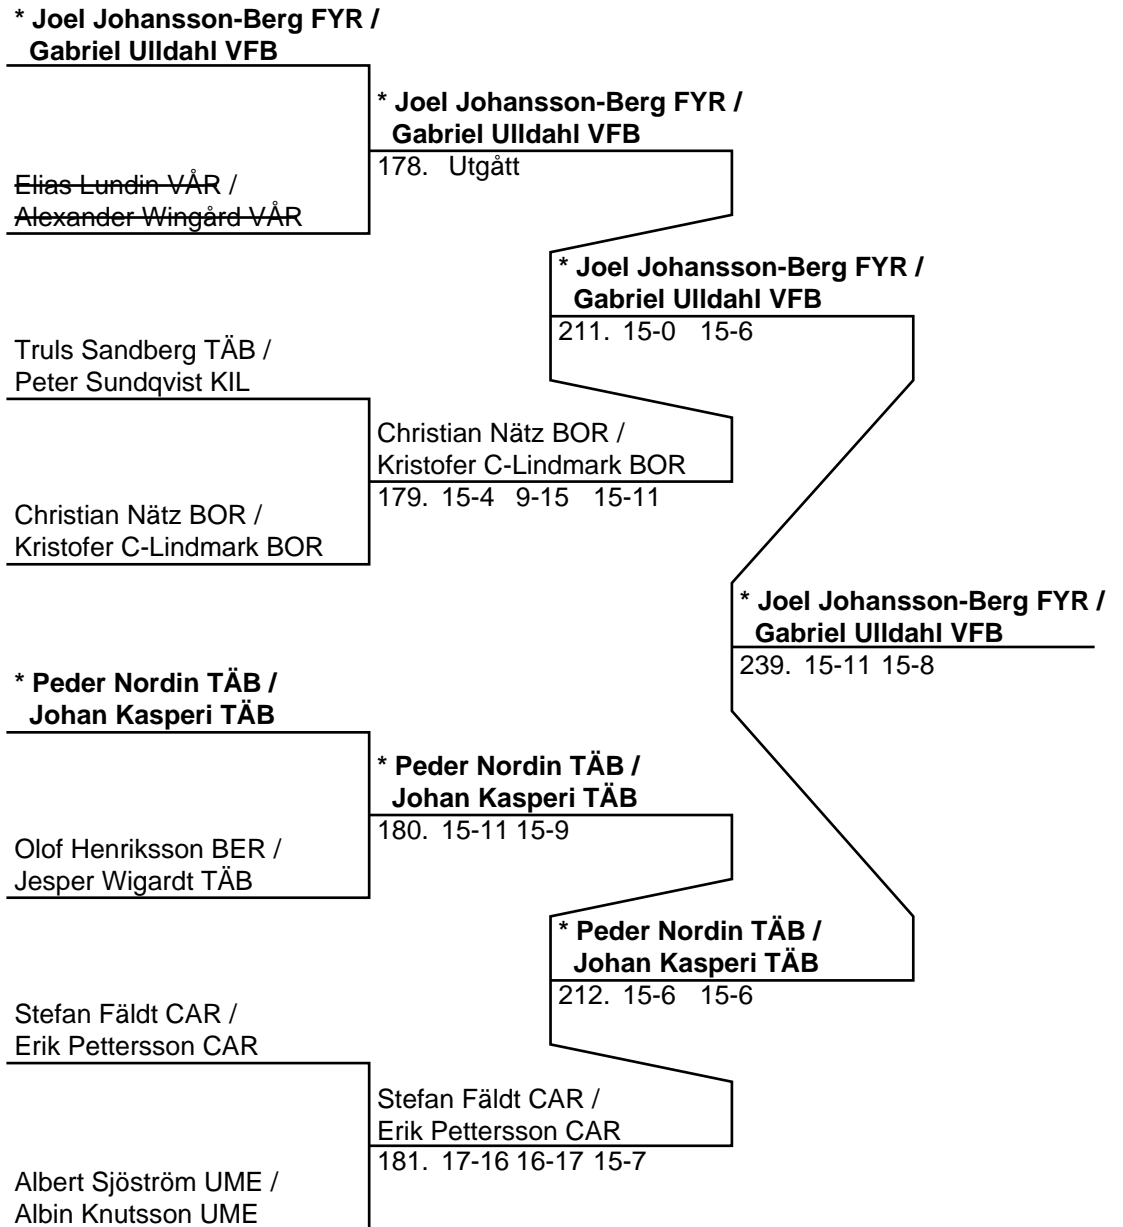 * Joel Johansson-Berg FYR /
Gabriel Ulldahl VFB
* Joel Johansson-Berg FYR /
Gabriel Ulldahl VFB
178. Utgått
Elias Lundin VÅR /
Alexander Wingård VÅR
* Joel Johansson-Berg FYR /
Gabriel Ulldahl VFB
211. 15-0 15-6
Truls Sandberg TÄB /
Peter Sundqvist KIL
Christian Nätz BOR /
Kristofer C-Lindmark BOR
179. 15-4 9-15 15-11
Christian Nätz BOR /
Kristofer C-Lindmark BOR
* Joel Johansson-Berg FYR /
Gabriel Ulldahl VFB
239. 15-11 15-8
* Peder Nordin TÄB /
Johan Kasperi TÄB
* Peder Nordin TÄB /
Johan Kasperi TÄB
180. 15-11 15-9
Olof Henriksson BER /
Jesper Wigardt TÄB
* Peder Nordin TÄB /
Johan Kasperi TÄB
212. 15-6 15-6
Stefan Fäldt CAR /
Erik Pettersson CAR
Stefan Fäldt CAR /
Erik Pettersson CAR
181. 17-16 16-17 15-7
Albert Sjöström UME /
Albin Knutsson UME